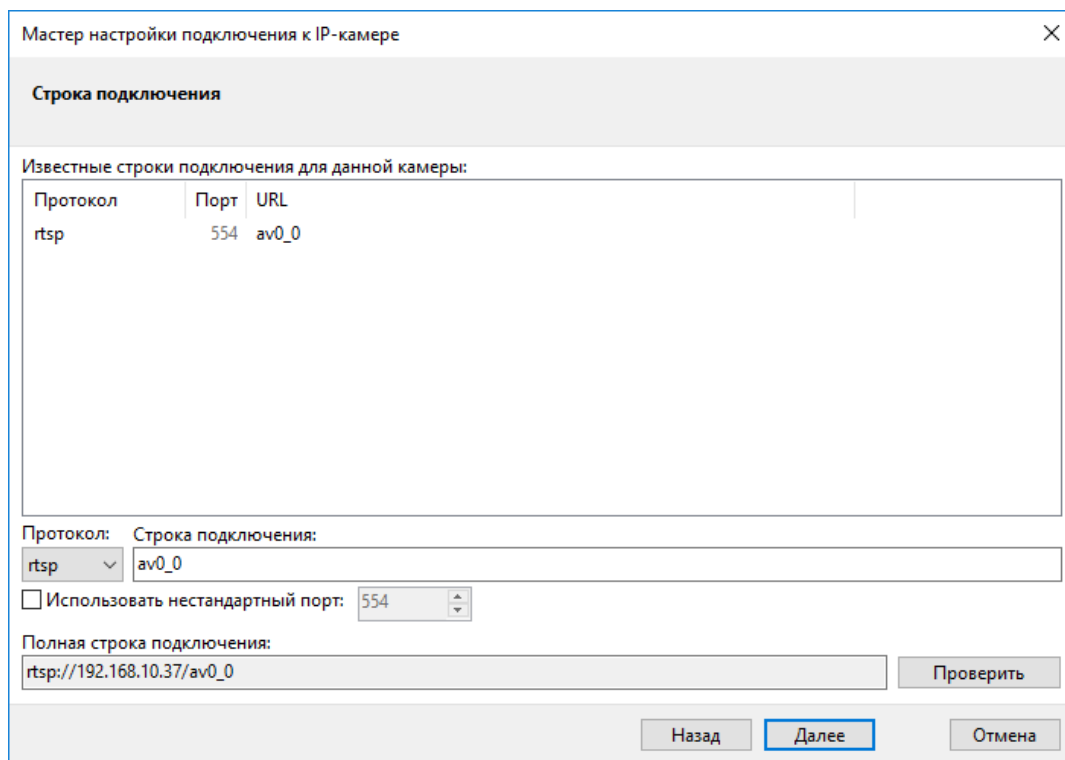 Мастер настройки подключения к IP-камере
Строка подключения
Известные строки подключения для данной камеры:
Протокол Порт URL
rtsp 554 av0_0
Протокол: Строка подключения:
rtsp av0_0
Использовать нестандартный порт: 554
Полная строка подключения:
rtsp://192.168.10.37/av0_0 Проверить
Назад Далее Отмена